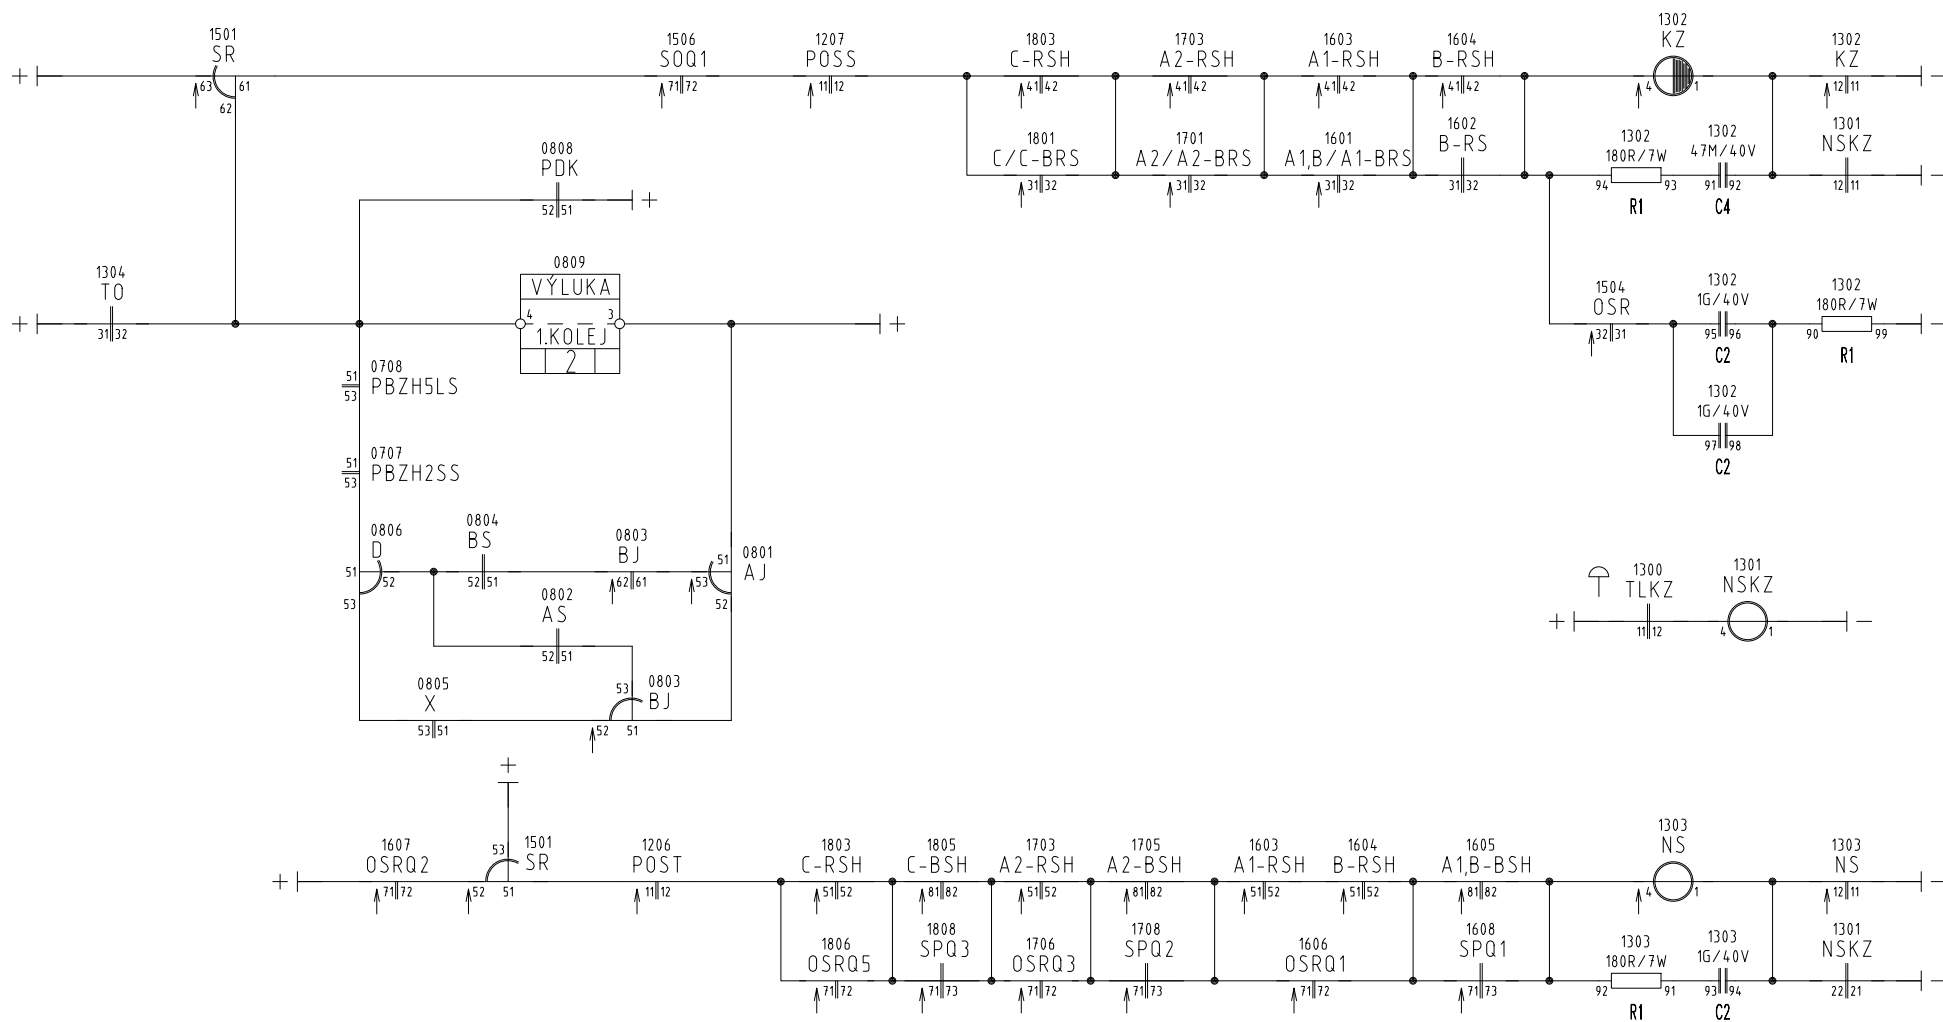 1501
SR
+
63
61
62
1506
SOQ1
71 72
1207
POSS
11 12
1803
C-RSH
41 42
1703
A2-RSH
41 42
1603
A1-RSH
41 42
1604
B-RSH
41 42
1302
KZ
4
1
1302
KZ
12 11
-
1801
C/C-BRS
31 32
1701
A2/A2-BRS
31 32
1601
A1,B/A1-BRS
31 32
1602
B-RS
31 32
1302
180R/7W
94
93
R1
1302
47M/40V
91 92
C4
1301
NSKZ
12 11
-
0808
PDK
52 51
+
1304
TO
+
31 32
0809
VÝLUKA
4
3
1.KOLEJ
2
+
1504
OSR
32 31
1302
1G/40V
95 96
C2
1302
180R/7W
90
99
R1
-
1302
1G/40V
97 98
C2
51
53
0708
PBZH5LS
51
53
0707
PBZH2SS
0806
D
51
52
53
0804
BS
52 51
0803
BJ
62 61
51
53
52
0801
AJ
0802
AS
52 51
0805
X
53 51
53
0803
BJ
52
51
1300
TLKZ
+
11 12
1301
NSKZ
4
1
-
+
1607
OSRQ2
+
71 72
53
1501
SR
52
51
1206
POST
11 12
1803
C-RSH
51 52
1805
C-BSH
81 82
1703
A2-RSH
51 52
1705
A2-BSH
81 82
1603
A1-RSH
51 52
1604
B-RSH
51 52
1605
A1,B-BSH
81 82
1303
NS
4
1
1303
NS
12 11
-
1806
OSRQ5
71 72
1808
SPQ3
71 73
1706
OSRQ3
71 72
1708
SPQ2
71 73
1606
OSRQ1
71 72
1608
SPQ1
71 73
1303
180R/7W
92
91
R1
1303
1G/40V
93 94
C2
1301
NSKZ
22 21
-